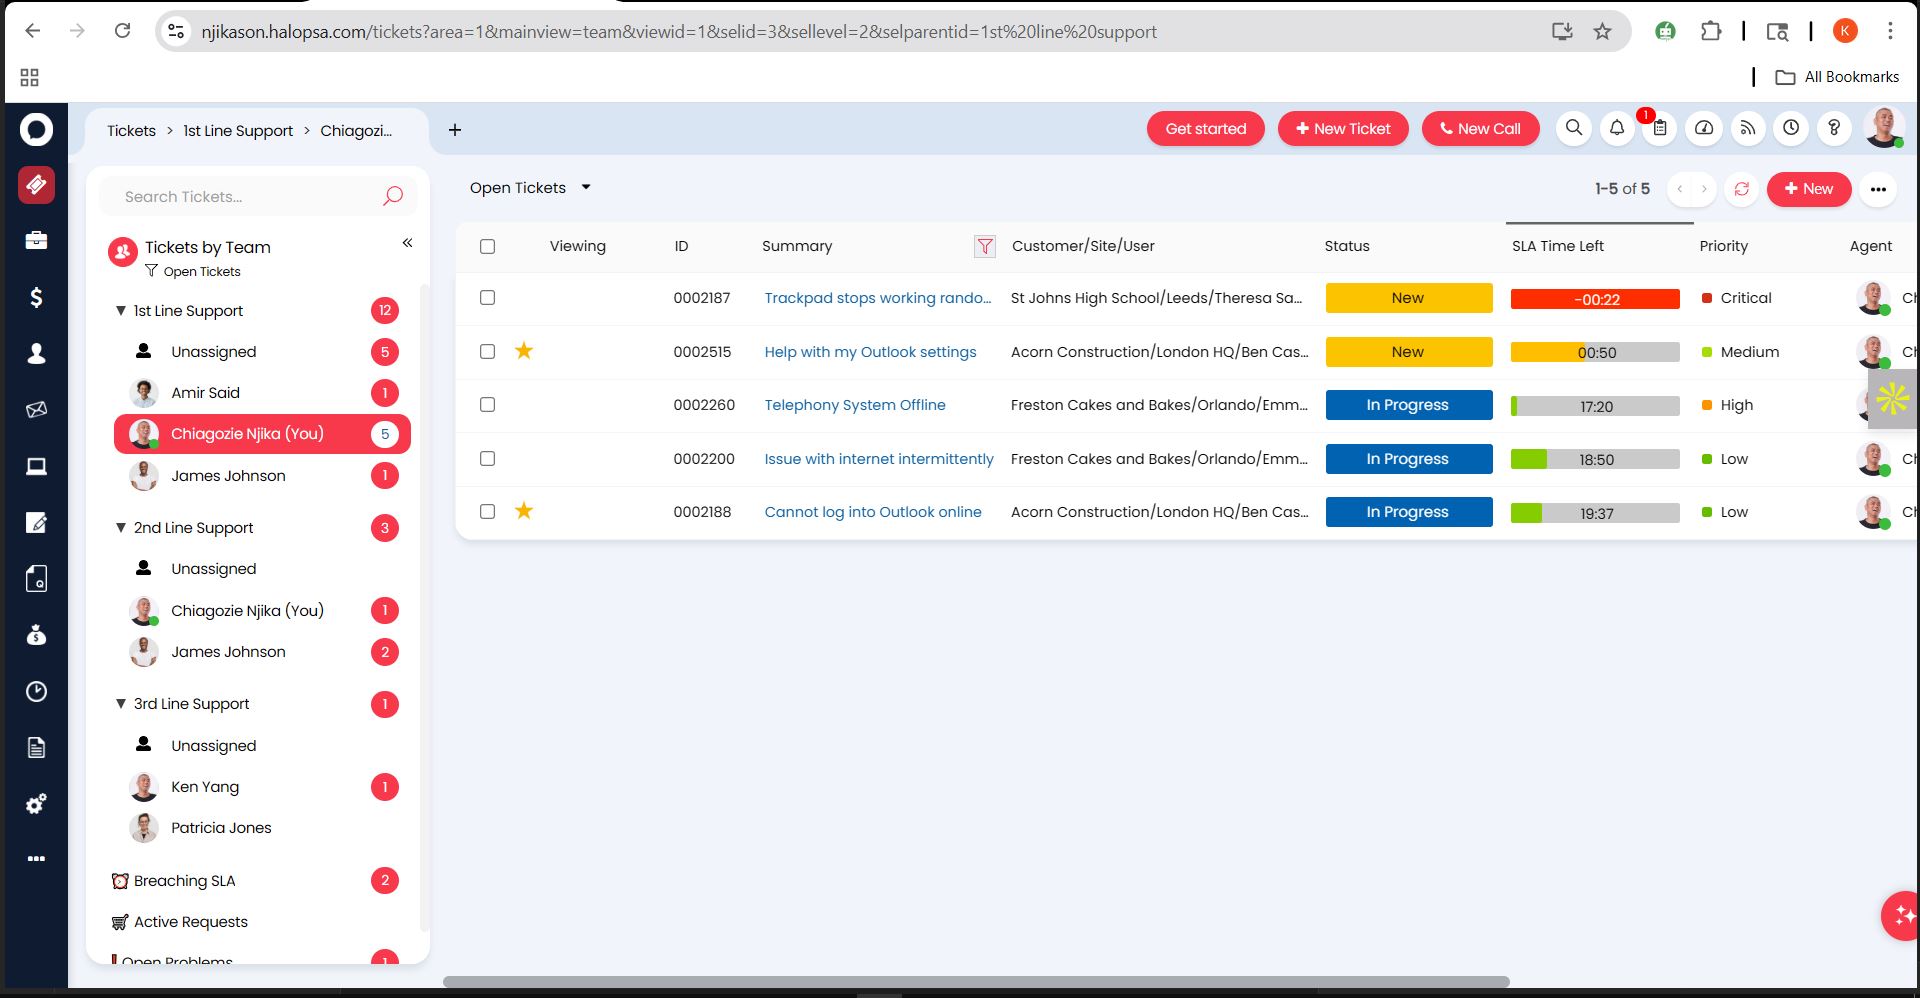 njikason.halopsa.com/tickets?area=1&mainview=team&viewid=1&selid=3&sellevel=2&selparentid=1st%20line%20support
K
All Bookmarks
Tickets > 1st Line Support > Chiagozi...
+
Get started
+ New Ticket
New Call
1
Search Tickets...
Tickets by Team
Open Tickets
1st Line Support 12
Unassigned 5
Amir Said 1
Chiagozie Njika (You) 5
James Johnson 1
2nd Line Support 3
Unassigned
Chiagozie Njika (You) 1
James Johnson 2
3rd Line Support 1
Unassigned
Ken Yang 1
Patricia Jones
Breaching SLA 2
Active Requests
Open Problems 1
Open Tickets
1-5 of 5
+ New
Viewing ID Summary Customer/Site/User Status SLA Time Left Priority Agent
0002187 Trackpad stops working rando... St Johns High School/Leeds/Theresa Sa... New -00:22 Critical Ch
0002515 Help with my Outlook settings Acorn Construction/London HQ/Ben Cas... New 00:50 Medium Ch
0002260 Telephony System Offline Freston Cakes and Bakes/Orlando/Emm... In Progress 17:20 High
0002200 Issue with internet intermittently Freston Cakes and Bakes/Orlando/Emm... In Progress 18:50 Low Ch
0002188 Cannot log into Outlook online Acorn Construction/London HQ/Ben Cas... In Progress 19:37 Low Ch